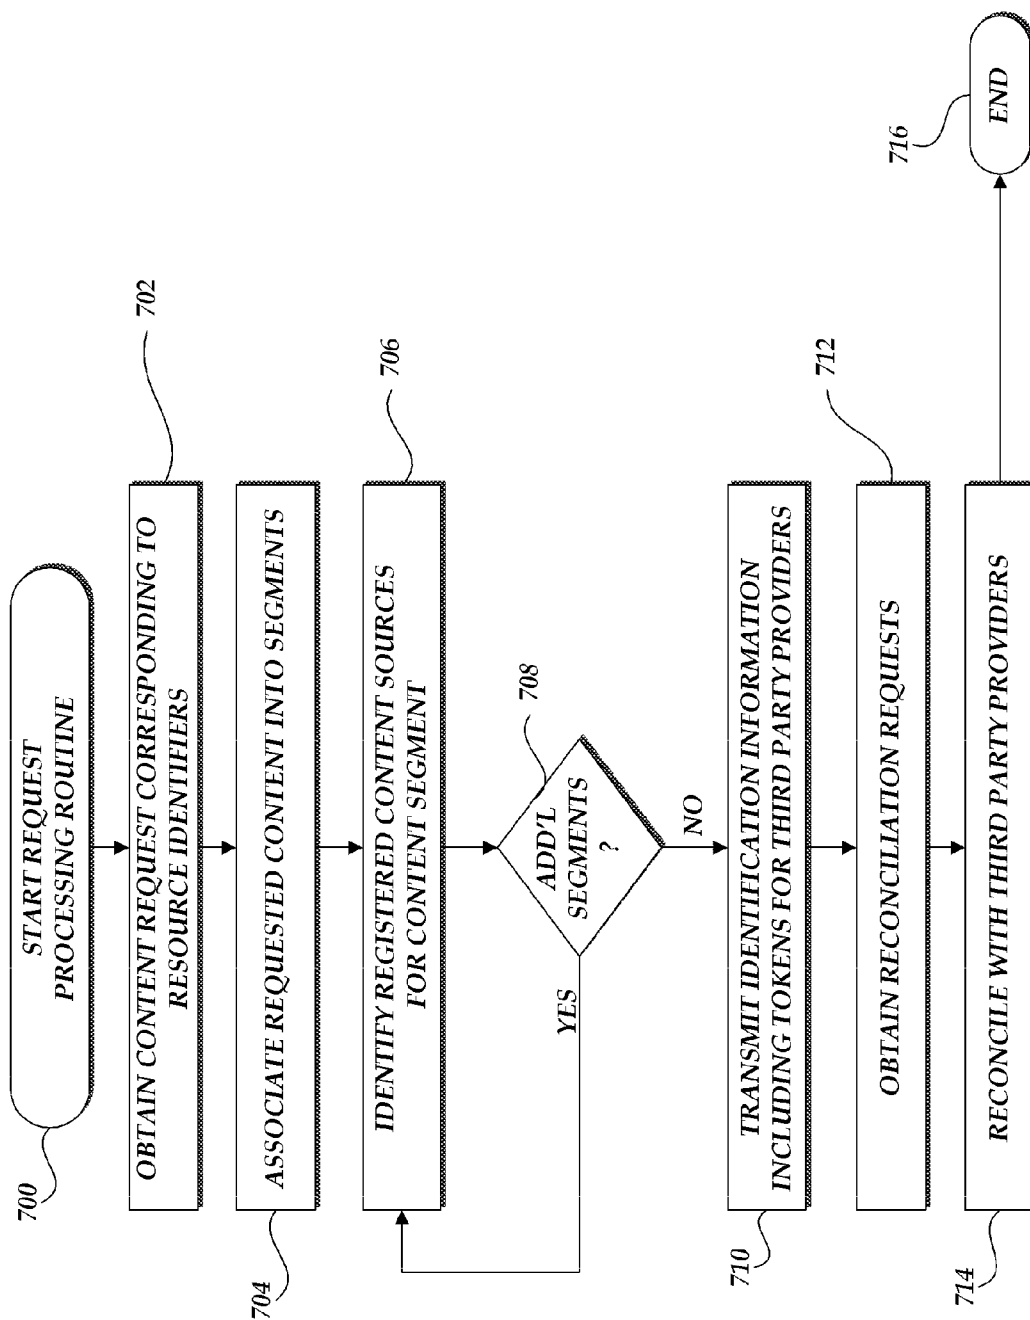 700
START REQUEST
PROCESSING ROUTINE
702
OBTAIN CONTENT REQUEST CORRESPONDING TO
RESOURCE IDENTIFIERS
704
ASSOCIATE REQUESTED CONTENT INTO SEGMENTS
706
IDENTIFY REGISTERED CONTENT SOURCES
FOR CONTENT SEGMENT
708
ADD'L
SEGMENTS
?
YES
NO
710
TRANSMIT IDENTIFICATION INFORMATION
INCLUDING TOKENS FOR THIRD PARTY PROVIDERS
712
OBTAIN RECONCILIATION REQUESTS
714
RECONCILE WITH THIRD PARTY PROVIDERS
716
END